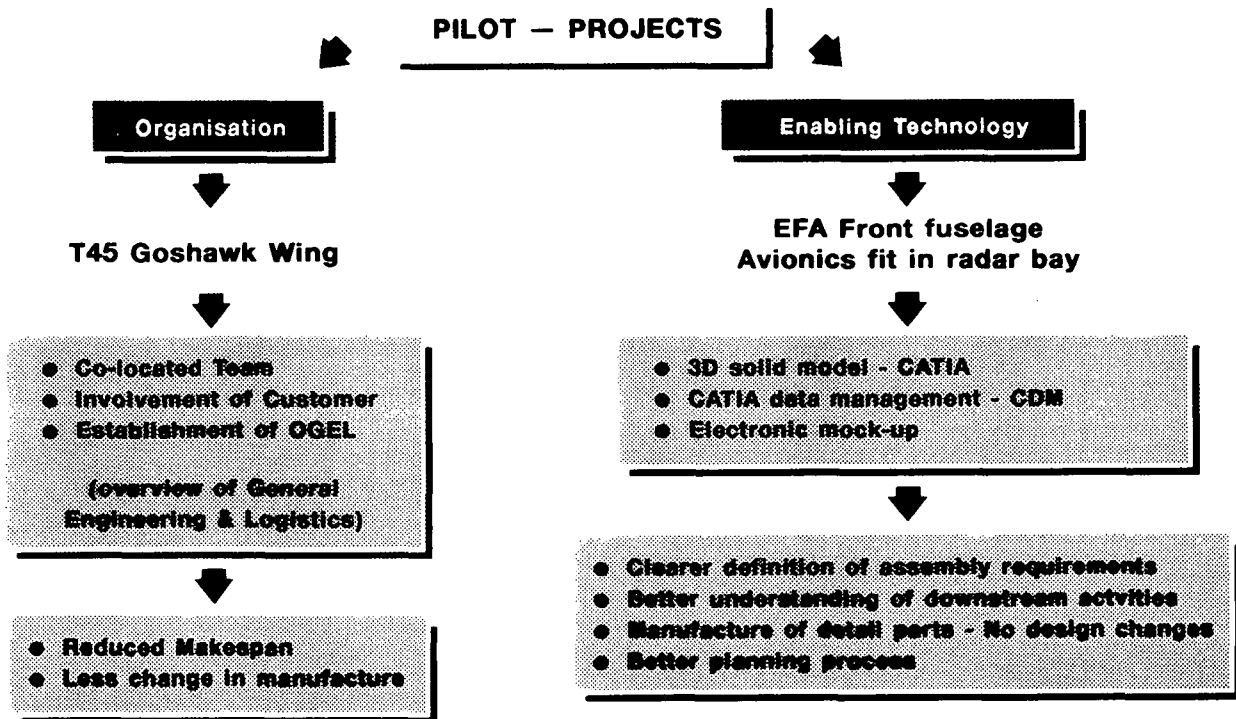 PILOT — PROJECTS
Organisation
T45 Goshawk Wing
● Co-located Team
● Involvement of Customer
● Establishment of OGEL
(overview of General
Engineering & Logistics)
● Reduced Makespan
● Less change in manufacture
Enabling Technology
EFA Front fuselage
Avionics fit in radar bay
● 3D solid model - CATIA
● CATIA data management - CDM
● Electronic mock-up
● Clearer definition of assembly requirements
● Better understanding of downstream actvities
● Manufacture of detail parts - No design changes
● Better planning process